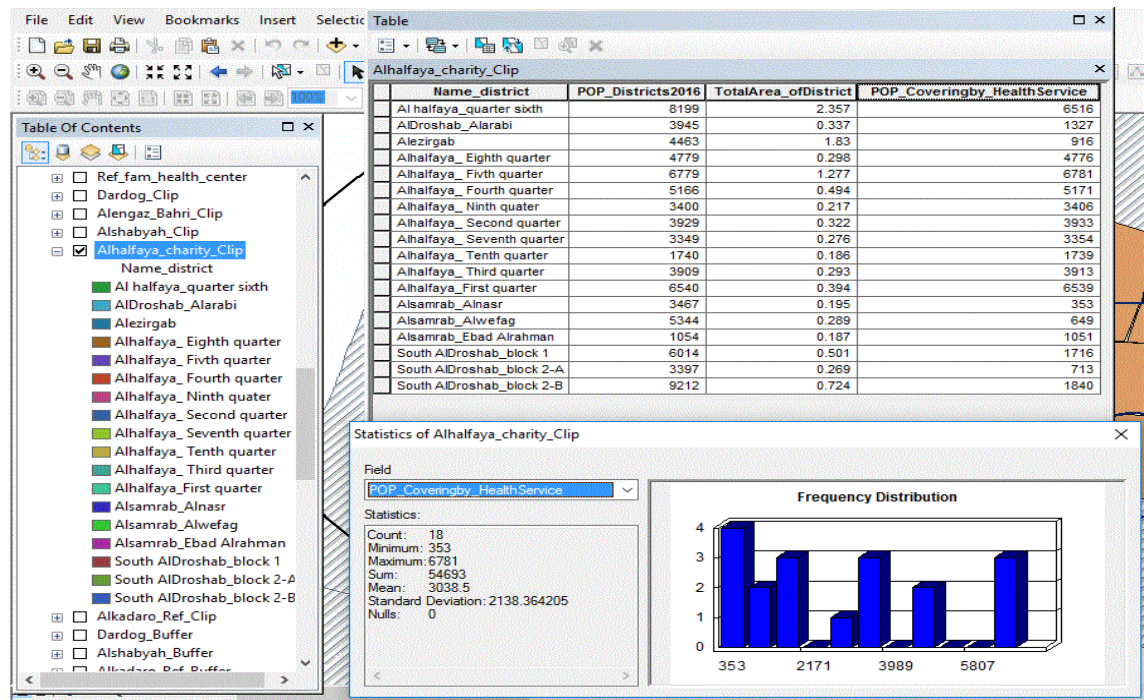 File Edit View Bookmarks Insert Selectic
100%
Table Of Contents
Ref_fam_health_center
Dardog_Clip
Alengaz_Bahri_Clip
Alshabyah_Clip
Alhalfaya_charity_Clip
Name_district
Al halfaya_quarter sixth
AlDroshab_Alarabi
Alezirgab
Alhalfaya_ Eighth quarter
Alhalfaya_ Fivth quarter
Alhalfaya_ Fourth quarter
Alhalfaya_ Ninth quater
Alhalfaya_ Second quarter
Alhalfaya_ Seventh quarter
Alhalfaya_ Tenth quarter
Alhalfaya_ Third quarter
Alhalfaya_First quarter
Alsamrab_Alnasr
Alsamrab_Alwefag
Alsamrab_Ebad Alrahman
South AlDroshab_block 1
South AlDroshab_block 2-A
South AlDroshab_block 2-B
Alkadaro_Ref_Clip
Dardog_Buffer
Alshabyah_Buffer
Alkadaro_Ref_Buffer
Table
Alhalfaya_charity_Clip
Name_district POP_Districts2016 TotalArea_ofDistrict POP_Coveringby_HealthService
Al halfaya_quarter sixth 8199 2.357 6516
AlDroshab_Alarabi 3945 0.337 1327
Alezirgab 4463 1.83 916
Alhalfaya_ Eighth quarter 4779 0.298 4776
Alhalfaya_ Fivth quarter 6779 1.277 6781
Alhalfaya_ Fourth quarter 5166 0.494 5171
Alhalfaya_ Ninth quater 3400 0.217 3406
Alhalfaya_ Second quarter 3929 0.322 3933
Alhalfaya_ Seventh quarter 3349 0.276 3354
Alhalfaya_ Tenth quarter 1740 0.186 1739
Alhalfaya_ Third quarter 3909 0.293 3913
Alhalfaya_First quarter 6540 0.394 6539
Alsamrab_Alnasr 3467 0.195 353
Alsamrab_Alwefag 5344 0.289 649
Alsamrab_Ebad Alrahman 1054 0.187 1051
South AlDroshab_block 1 6014 0.501 1716
South AlDroshab_block 2-A 3397 0.269 713
South AlDroshab_block 2-B 9212 0.724 1840
Statistics of Alhalfaya_charity_Clip
Field
POP_Coveringby_HealthService
Statistics:
Count: 18
Minimum: 353
Maximum: 6781
Sum: 54693
Mean: 3038.5
Standard Deviation: 2138.364205
Nulls: 0
Frequency Distribution
4
3
2
1
0
353 2171 3989 5807